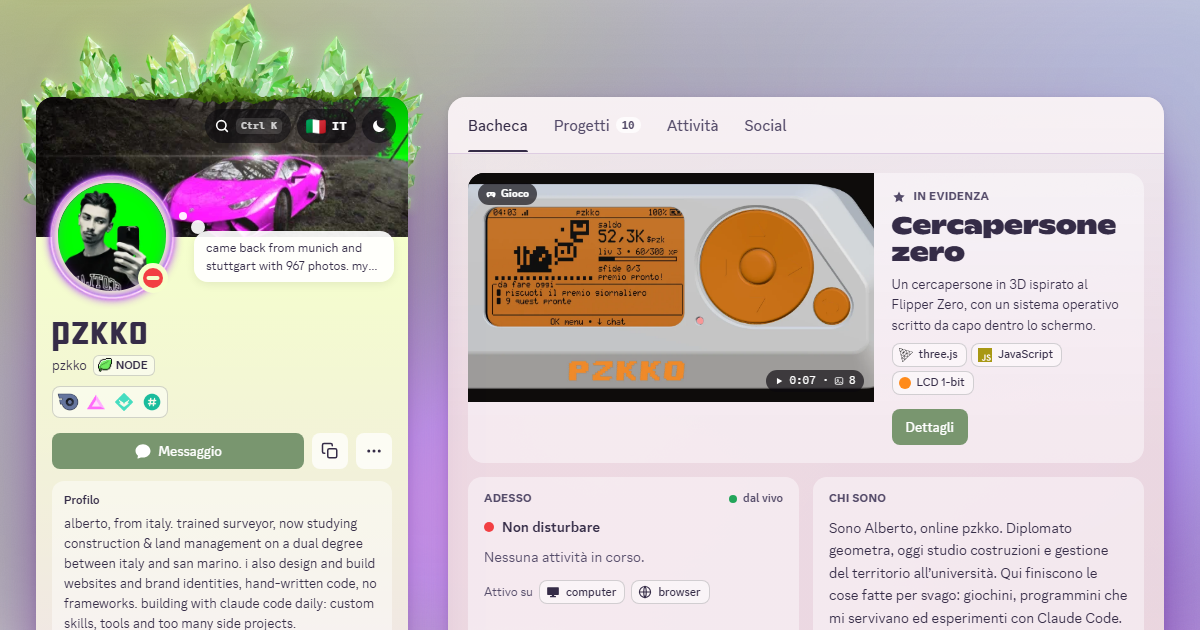 Ctrl K
IT
came back from munich and
stuttgart with 967 photos. my...
pzkko
pzkko
NODE
Messaggio
Profilo
alberto, from italy. trained surveyor, now studying
construction & land management on a dual degree
between italy and san marino. i also design and build
websites and brand identities, hand-written code, no
frameworks. building with claude code daily: custom
skills, tools and too many side projects.
Bacheca
Progetti 10
Attività
Social
Gioco
04:03
pzkko
100%
saldo
52,3K $PZK
liv 3 • 60/300 XP
sfide 0/3
premio pronto!
da fare oggi
riscuoti il premio giornaliero
9 quest pronte
OK menu • ↓ chat
PZKKO
0:07 · 8
IN EVIDENZA
Cercapersone
zero
Un cercapersone in 3D ispirato al
Flipper Zero, con un sistema operativo
scritto da capo dentro lo schermo.
three.js
JS JavaScript
LCD 1-bit
Dettagli
ADESSO
dal vivo
Non disturbare
Nessuna attività in corso.
Attivo su
computer
browser
CHI SONO
Sono Alberto, online pzkko. Diplomato
geometra, oggi studio costruzioni e gestione
del territorio all’università. Qui finiscono le
cose fatte per svago: giochini, programmini che
mi servivano ed esperimenti con Claude Code.